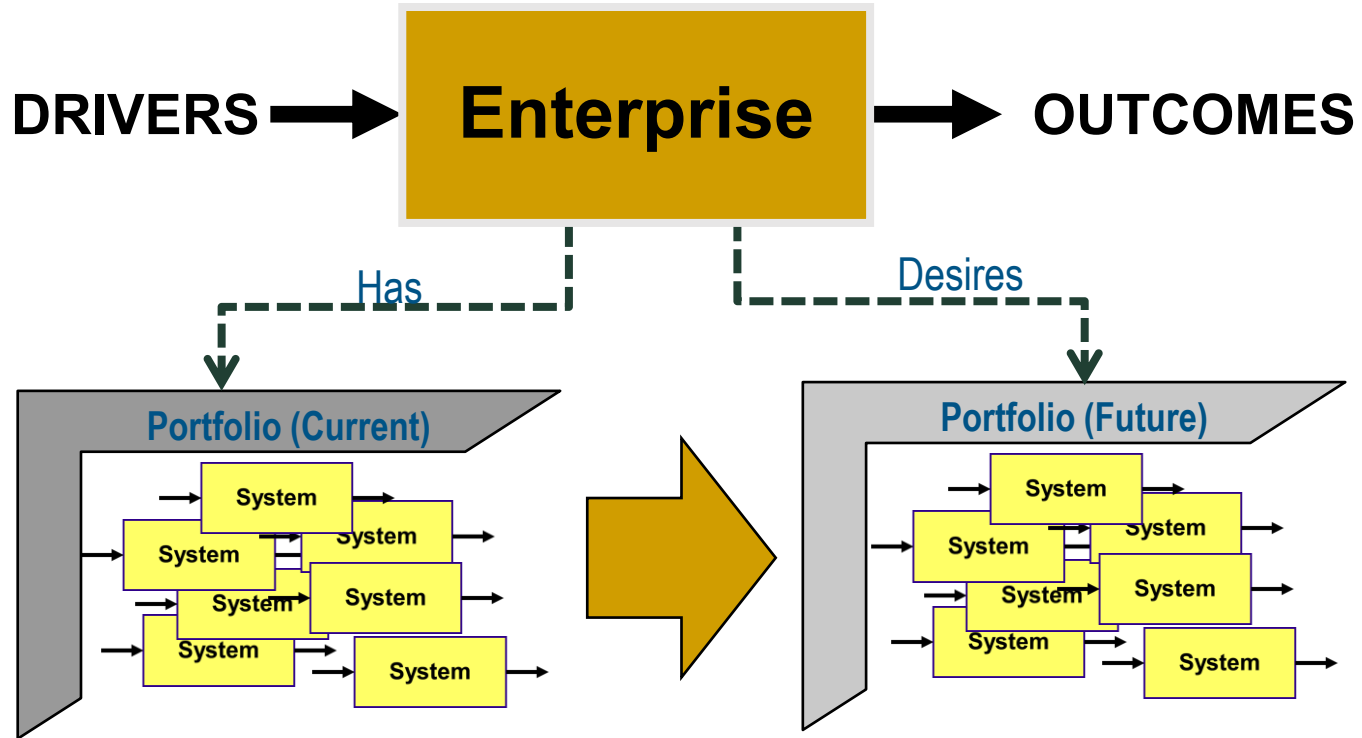 DRIVERS
Enterprise
OUTCOMES
Has
Desires
Portfolio (Current)
System
System
System
System
System
System
System
Portfolio (Future)
System
System
System
System
System
System
System